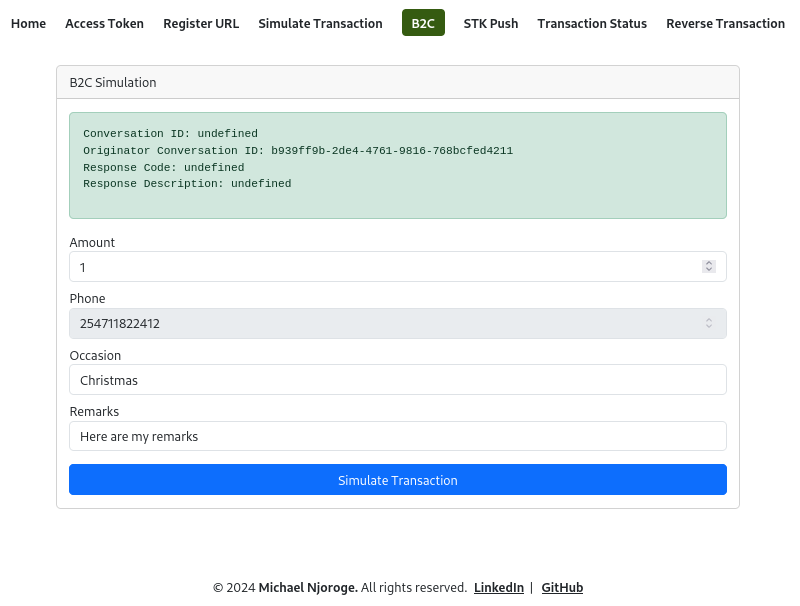 Home Access Token Register URL Simulate Transaction B2C STK Push Transaction Status Reverse Transaction
B2C Simulation
Conversation ID: undefined
Originator Conversation ID: b939ff9b-2de4-4761-9816-768bcfed4211
Response Code: undefined
Response Description: undefined
Amount
1
Phone
254711822412
Occasion
Christmas
Remarks
Here are my remarks
Simulate Transaction
© 2024 Michael Njoroge. All rights reserved. LinkedIn | GitHub